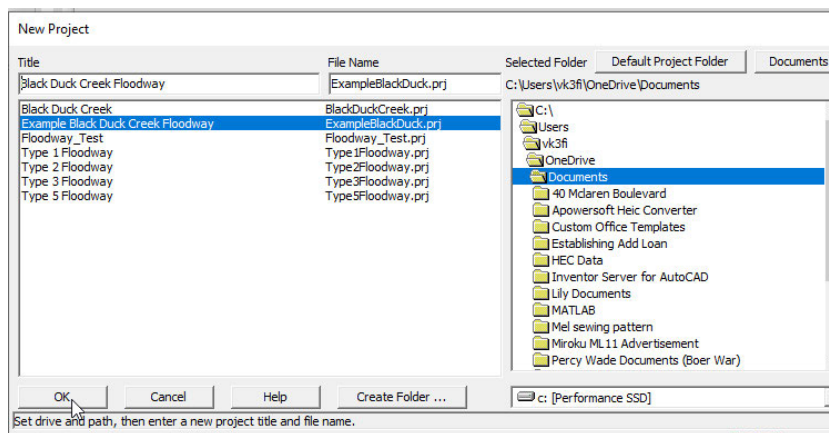 New Project
Title File Name Selected Folder Default Project Folder Documents
Black Duck Creek Floodway ExampleBlackDuck.prj C:\Users\vk3fi\OneDrive\Documents
Black Duck Creek BlackDuckCreek.prj
Example Black Duck Creek Floodway ExampleBlackDuck.prj
Floodway_Test Floodway_Test.prj
Type 1 Floodway Type1Floodway.prj
Type 2 Floodway Type2Floodway.prj
Type 3 Floodway Type3Floodway.prj
Type 5 Floodway Type5Floodway.prj
C:\
Users
vk3fi
OneDrive
Documents
40 Mclaren Boulevard
Apowersoft Heic Converter
Custom Office Templates
Establishing Add Loan
HEC Data
Inventor Server for AutoCAD
Lily Documents
MATLAB
Mel sewing pattern
Miroku ML11 Advertisement
Percy Wade Documents (Boer War)
OK Cancel Help Create Folder ... c: [Performance SSD]
Set drive and path, then enter a new project title and file name.